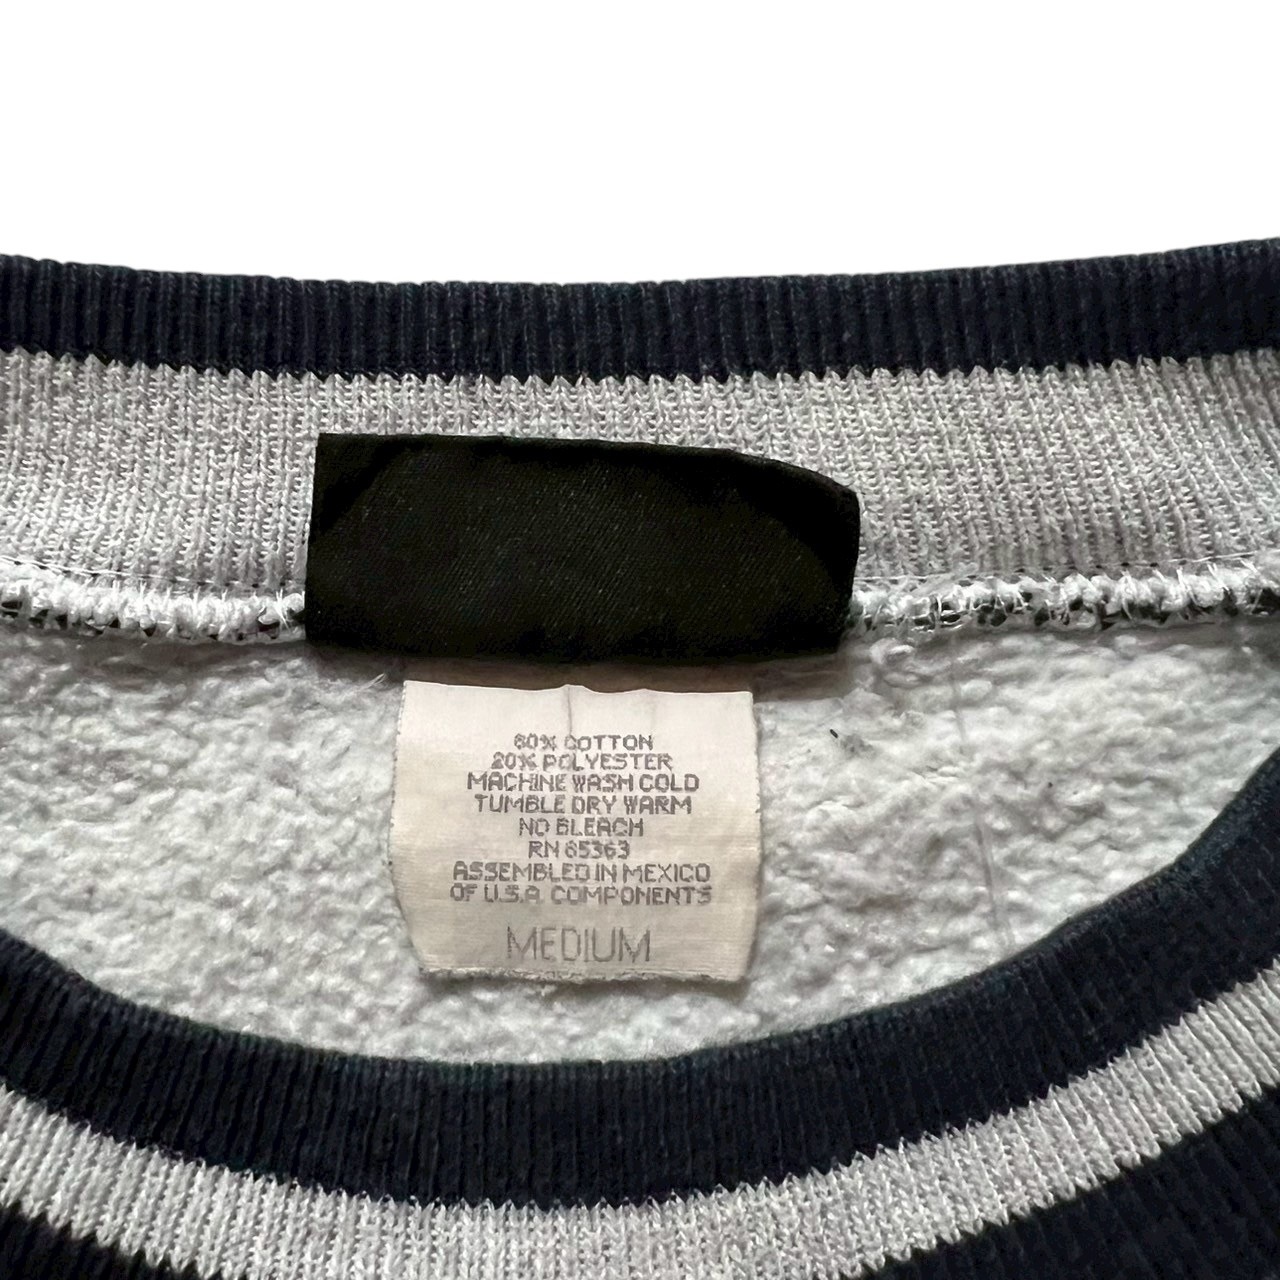 80% COTTON
20% POLYESTER
MACHINE WASH COLD
TUMBLE DRY WARM
NO BLEACH
RN 65363
ASSEMBLED IN MEXICO
OF U.S.A. COMPONENTS
MEDIUM